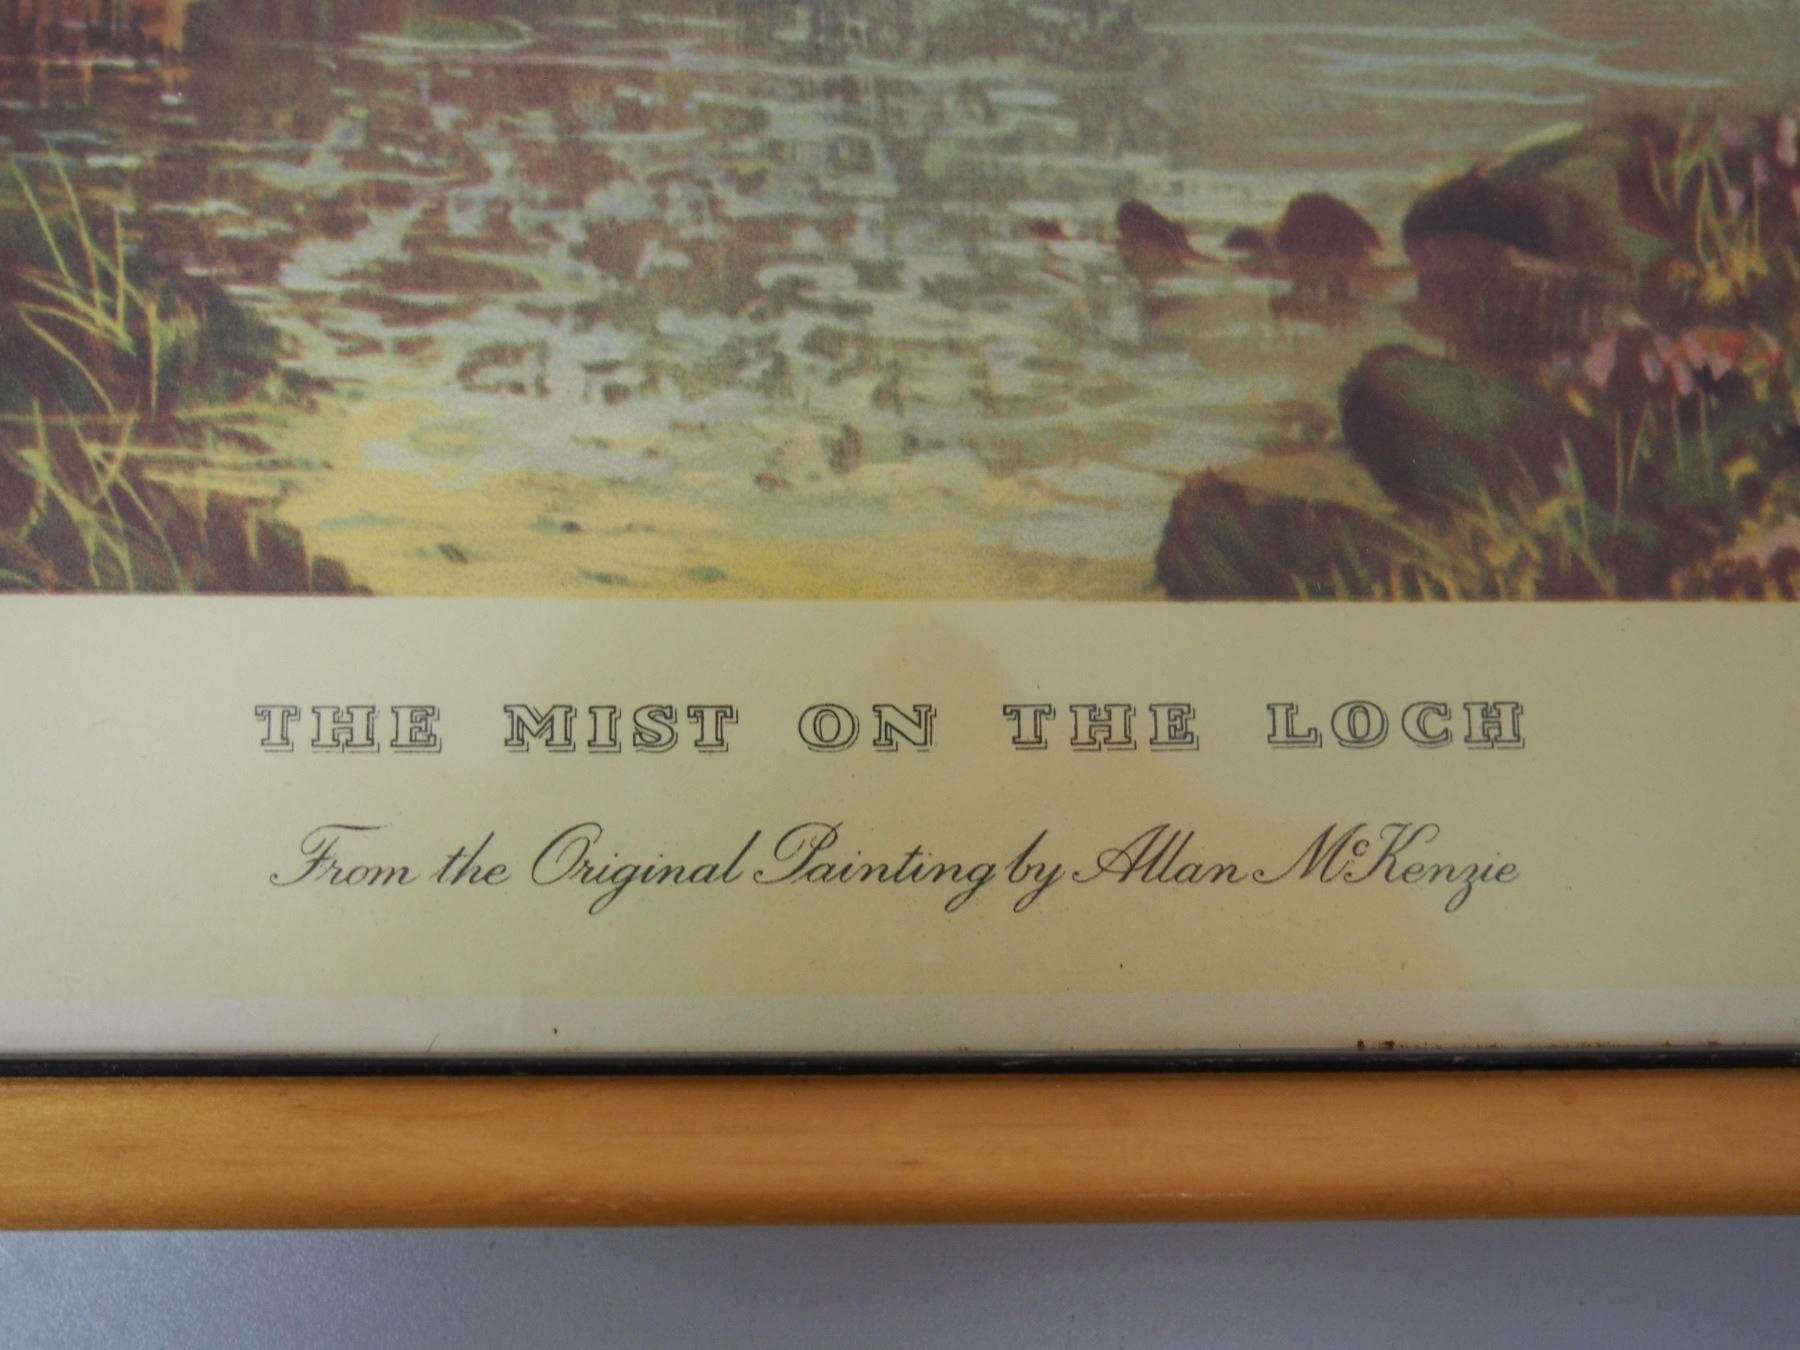 THE MIST ON THE LOCH
From the Original Painting by Allan McKenzie